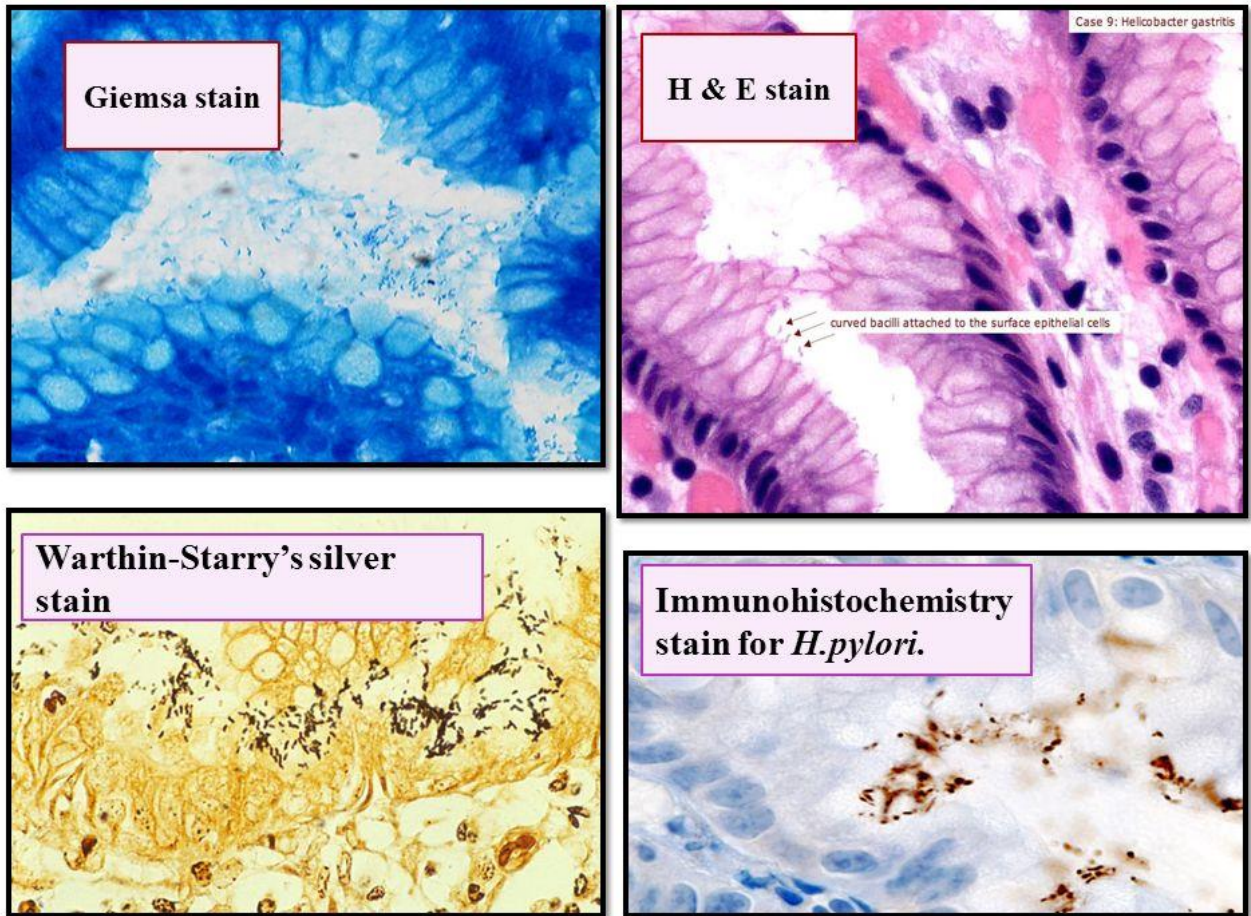 Giemsa stain
Case 9: Helicobacter gastritis
H & E stain
curved bacilli attached to the surface epithelial cells
Warthin-Starry's silver
stain
Immunohistochemistry
stain for H.pylori.